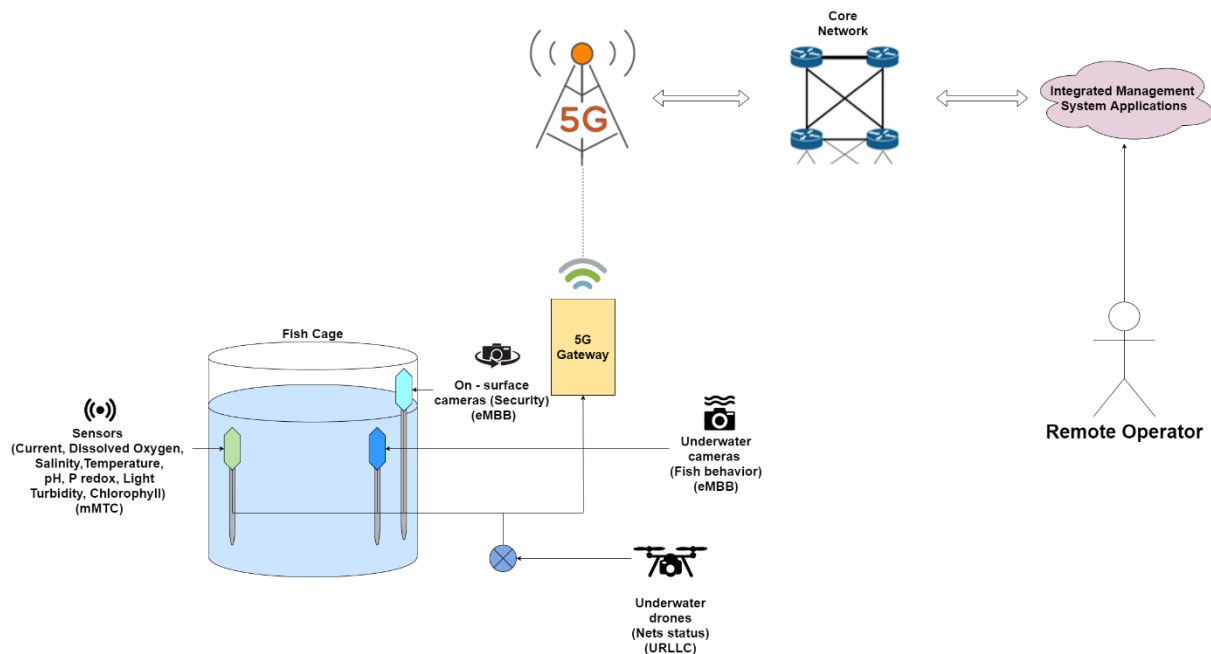 Core
Network
5G
Integrated Management
System Applications
5G
Gateway
Fish Cage
On - surface
cameras (Security)
(eMBB)
Sensors
(Current, Dissolved Oxygen,
Salinity,Temperature,
pH, P redox, Light
Turbidity, Chlorophyll)
(mMTC)
Underwater
cameras
(Fish behavior)
(eMBB)
Remote Operator
Underwater
drones
(Nets status)
(URLLC)